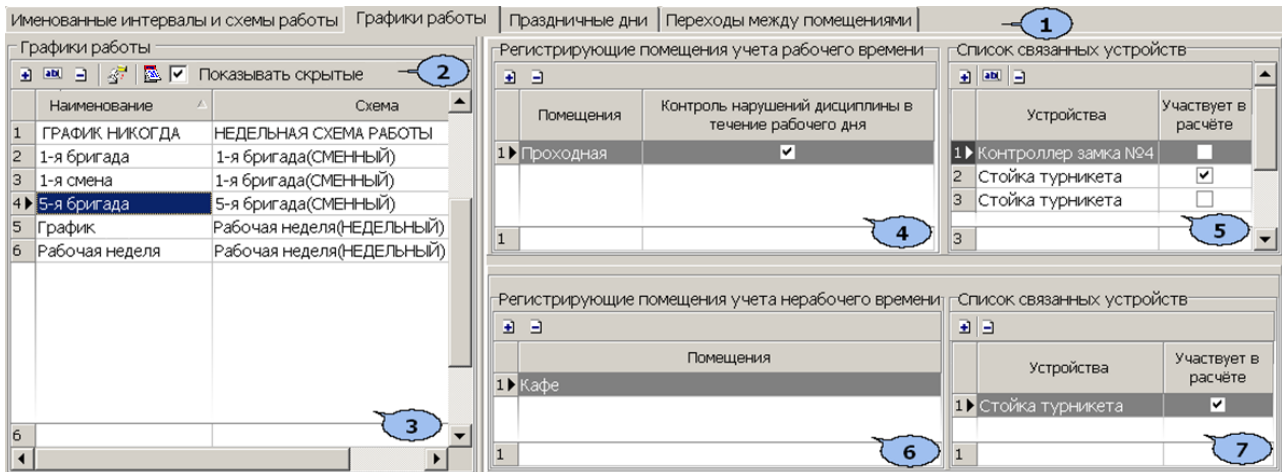 Именованные интервалы и схемы работы Графики работы Праздничные дни Переходы между помещениями 1
Графики работы
Показывать скрытые 2
Наименование Схема
1 ГРАФИК НИКОГДА НЕДЕЛЬНАЯ СХЕМА РАБОТЫ
2 1-я бригада 1-я бригада(СМЕННЫЙ)
3 1-я смена 1-я бригада(СМЕННЫЙ)
4 5-я бригада 5-я бригада(СМЕННЫЙ)
5 График Рабочая неделя(НЕДЕЛЬНЫЙ)
6 Рабочая неделя Рабочая неделя(НЕДЕЛЬНЫЙ)
3
6
Регистрирующие помещения учета рабочего времени
Помещения Контроль нарушений дисциплины в
течение рабочего дня
1 Проходная
4
1
Список связанных устройств
abl
Устройства Участвует в
расчёте
1 Контроллер замка №4
2 Стойка турникета
3 Стойка турникета
5
3
Регистрирующие помещения учета нерабочего времени
Помещения
1 Кафе
6
1
Список связанных устройств
Устройства Участвует в
расчёте
1 Стойка турникета
7
1